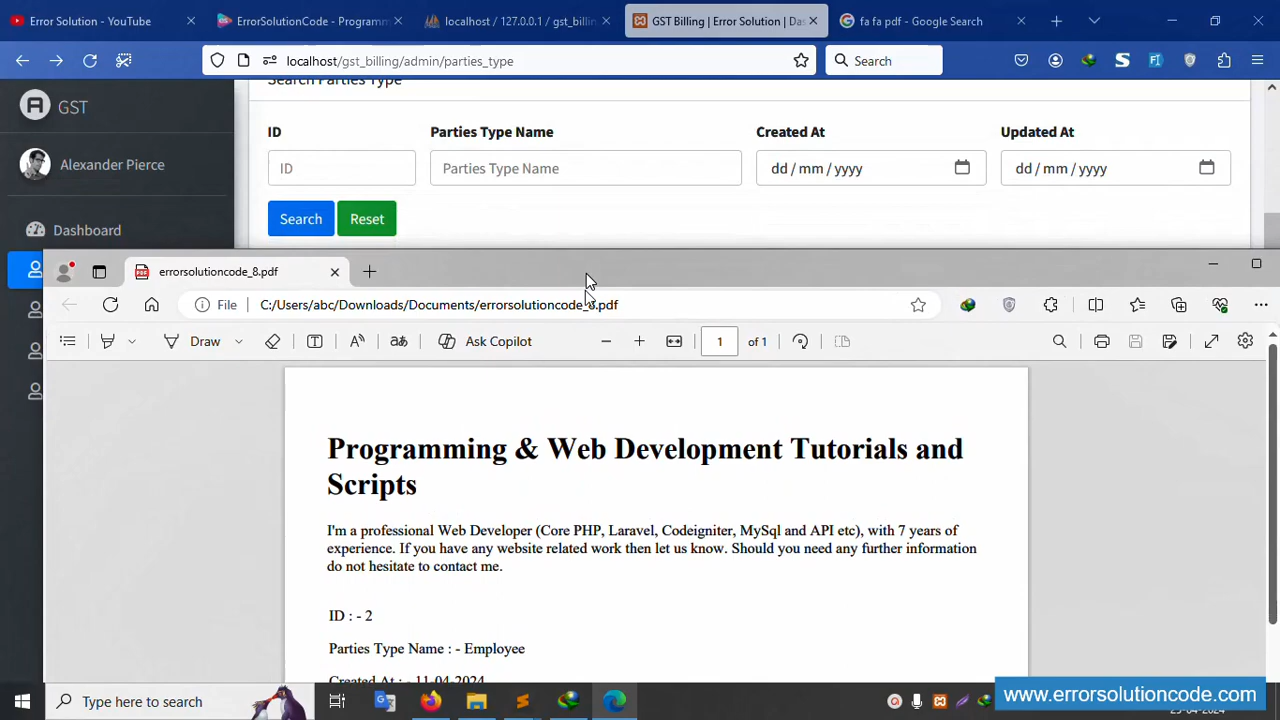 Error Solution - YouTube
ErrorSolutionCode - Programm
localhost / 127.0.0.1 / gst_billin
GST Billing | Error Solution | Das
fa fa pdf - Google Search
localhost/gst_billing/admin/parties_type
Search
Search Parties Type
GST
ID
Parties Type Name
Created At
Updated At
ID
Parties Type Name
dd / mm / yyyy
dd / mm / yyyy
Alexander Pierce
Search
Reset
Dashboard
errorsolutioncode_8.pdf
File
C:/Users/abc/Downloads/Documents/errorsolutioncode_8.pdf
Draw
Ask Copilot
1
of 1
Programming & Web Development Tutorials and
Scripts
I'm a professional Web Developer (Core PHP, Laravel, Codeigniter, MySql and API etc), with 7 years of
experience. If you have any website related work then let us know. Should you need any further information
do not hesitate to contact me.
ID : - 2
Parties Type Name : - Employee
Created At : - 11-04-2024
Type here to search
www.errorsolutioncode.com